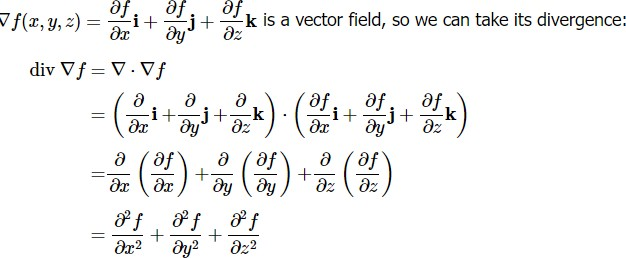 ∇f(x, y, z) = ∂f/∂x i + ∂f/∂y j + ∂f/∂z k is a vector field, so we can take its divergence:
div ∇f = ∇ · ∇f
= (∂/∂x i + ∂/∂y j + ∂/∂z k) · (∂f/∂x i + ∂f/∂y j + ∂f/∂z k)
= ∂/∂x (∂f/∂x) + ∂/∂y (∂f/∂y) + ∂/∂z (∂f/∂z)
= ∂²f/∂x² + ∂²f/∂y² + ∂²f/∂z²